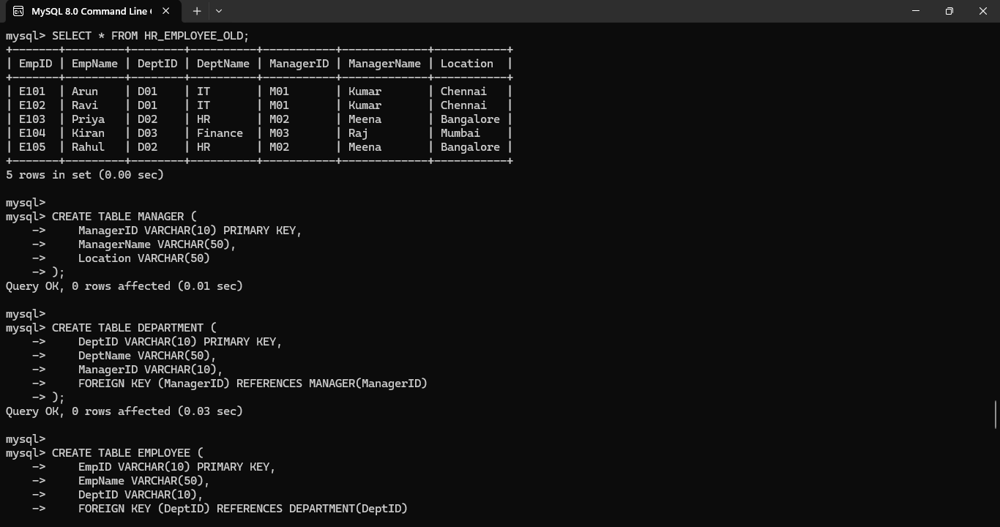 MySQL 8.0 Command Line
mysql> SELECT * FROM HR_EMPLOYEE_OLD;
+-------+---------+--------+----------+-----------+-------------+-----------+
| EmpID | EmpName | DeptID | DeptName | ManagerID | ManagerName | Location  |
+-------+---------+--------+----------+-----------+-------------+-----------+
| E101  | Arun    | D01    | IT       | M01       | Kumar       | Chennai   |
| E102  | Ravi    | D01    | IT       | M01       | Kumar       | Chennai   |
| E103  | Priya   | D02    | HR       | M02       | Meena       | Bangalore |
| E104  | Kiran   | D03    | Finance  | M03       | Raj         | Mumbai    |
| E105  | Rahul   | D02    | HR       | M02       | Meena       | Bangalore |
+-------+---------+--------+----------+-----------+-------------+-----------+
5 rows in set (0.00 sec)
mysql>
mysql> CREATE TABLE MANAGER (
    ->     ManagerID VARCHAR(10) PRIMARY KEY,
    ->     ManagerName VARCHAR(50),
    ->     Location VARCHAR(50)
    -> );
Query OK, 0 rows affected (0.01 sec)
mysql>
mysql> CREATE TABLE DEPARTMENT (
    ->     DeptID VARCHAR(10) PRIMARY KEY,
    ->     DeptName VARCHAR(50),
    ->     ManagerID VARCHAR(10),
    ->     FOREIGN KEY (ManagerID) REFERENCES MANAGER(ManagerID)
    -> );
Query OK, 0 rows affected (0.03 sec)
mysql>
mysql> CREATE TABLE EMPLOYEE (
    ->     EmpID VARCHAR(10) PRIMARY KEY,
    ->     EmpName VARCHAR(50),
    ->     DeptID VARCHAR(10),
    ->     FOREIGN KEY (DeptID) REFERENCES DEPARTMENT(DeptID)